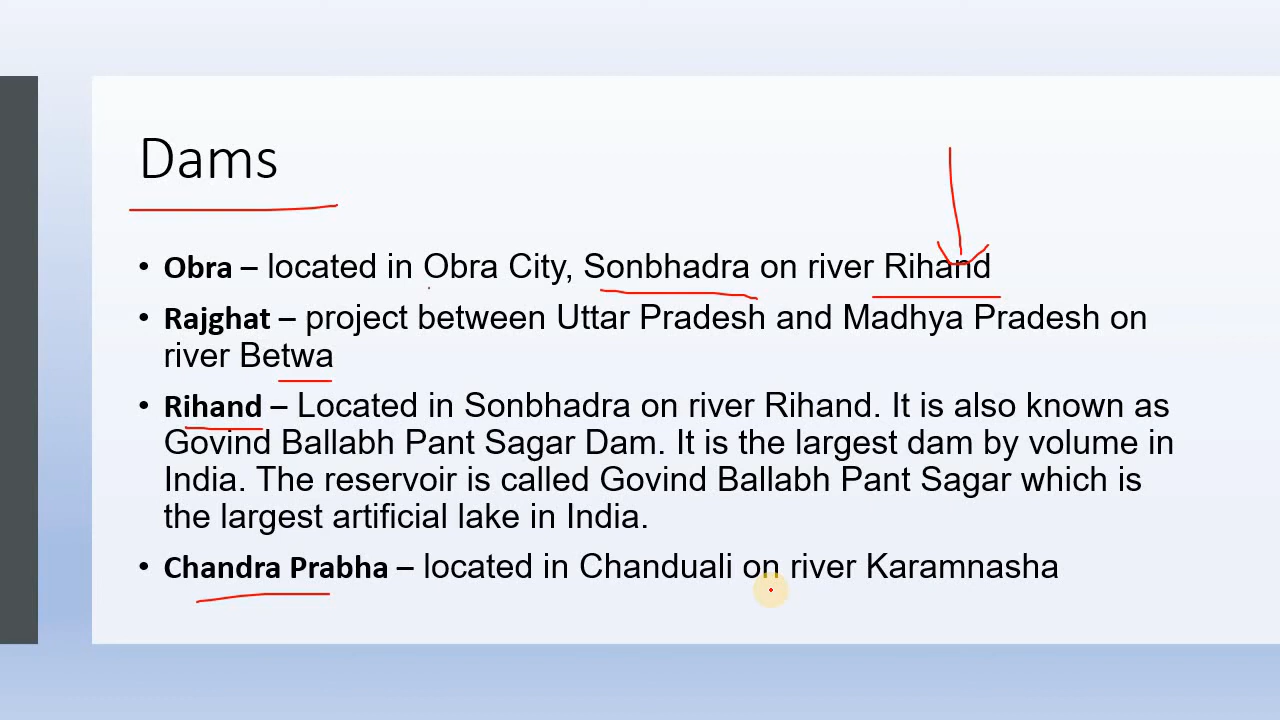 Dams
• Obra – located in Obra City, Sonbhadra on river Rihand
• Rajghat – project between Uttar Pradesh and Madhya Pradesh on
river Betwa
• Rihand – Located in Sonbhadra on river Rihand. It is also known as
Govind Ballabh Pant Sagar Dam. It is the largest dam by volume in
India. The reservoir is called Govind Ballabh Pant Sagar which is
the largest artificial lake in India.
• Chandra Prabha – located in Chanduali on river Karamnasha